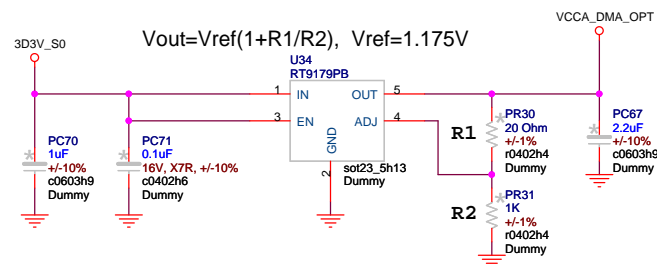 VCCA_DMA_OPT
3D3V_S0
Vout=Vref(1+R1/R2), Vref=1.175V
U34
RT9179PB
1
IN
OUT
5
3
EN
ADJ
4
GND
2
sot23_5h13
Dummy
PC70
1uF
+/-10%
c0603h9
Dummy
PC71
0.1uF
16V, X7R, +/-10%
c0402h6
Dummy
R1
PR30
20 Ohm
+/-1%
r0402h4
Dummy
PC67
2.2uF
+/-10%
c0603h9
Dummy
R2
PR31
1K
+/-1%
r0402h4
Dummy